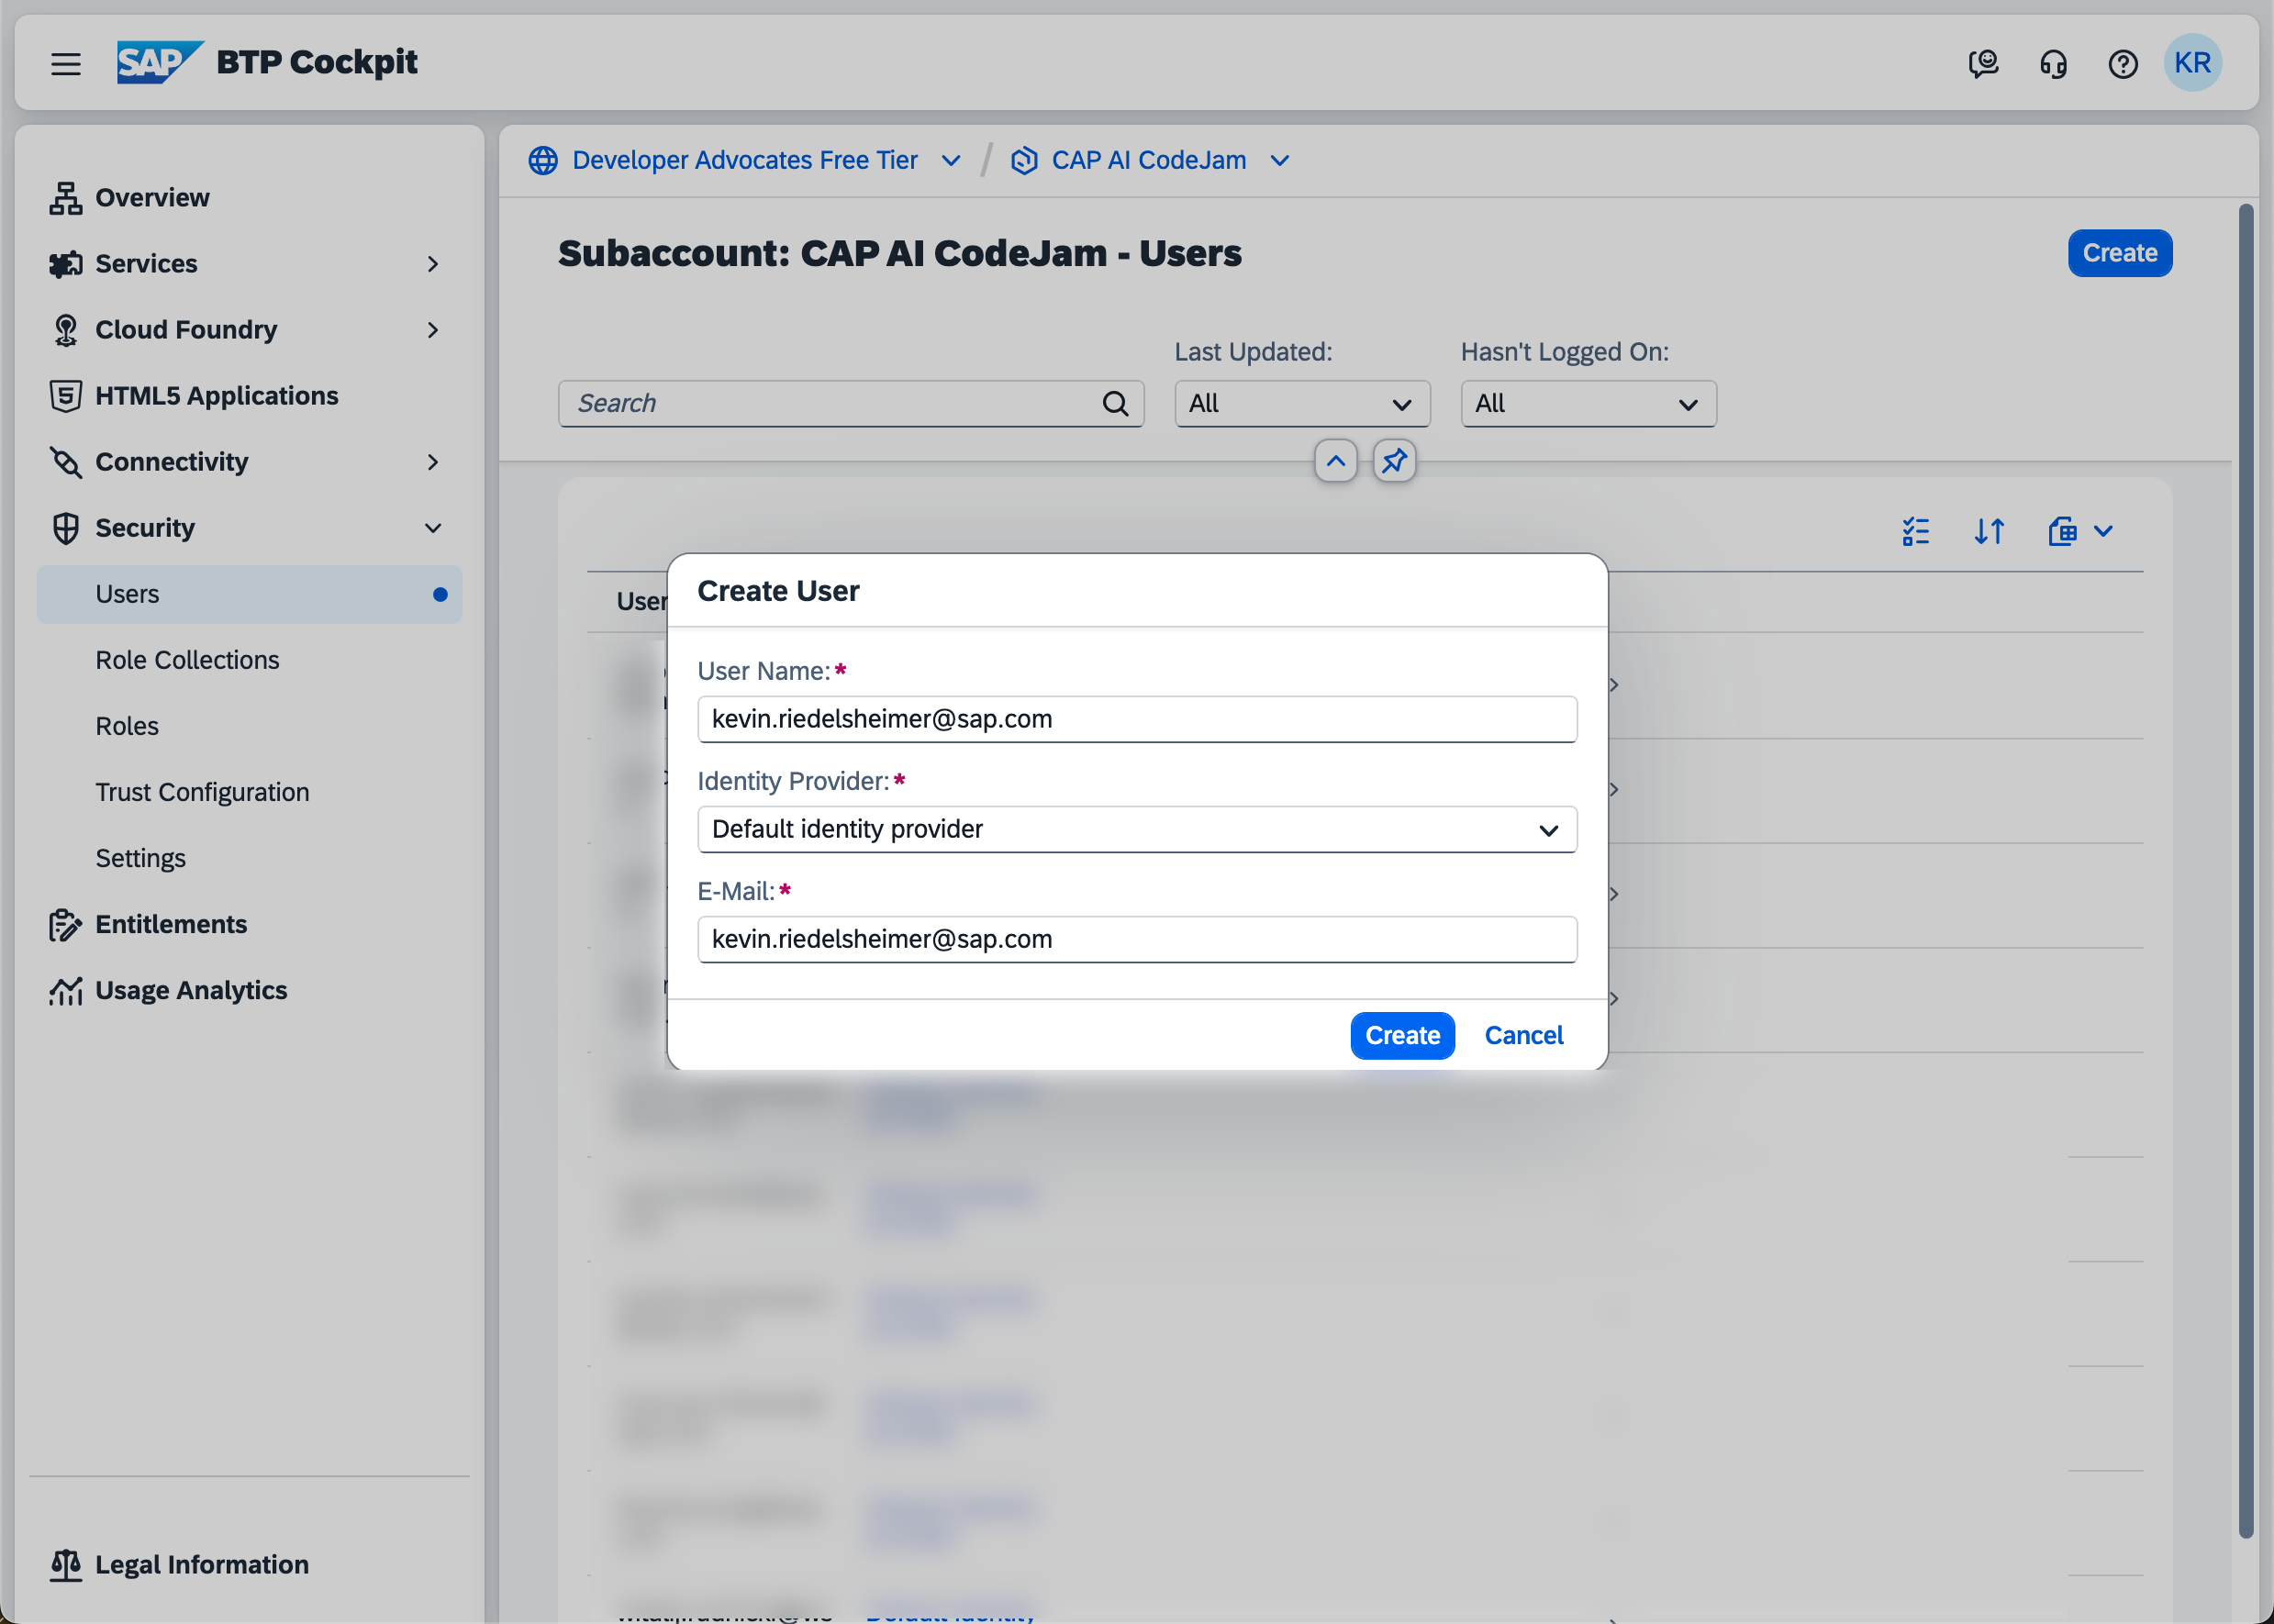 SAP BTP Cockpit
KR
Overview
Services
Cloud Foundry
HTML5 Applications
Connectivity
Security
Users
Role Collections
Roles
Trust Configuration
Settings
Entitlements
Usage Analytics
Legal Information
Developer Advocates Free Tier / CAP AI CodeJam
Subaccount: CAP AI CodeJam - Users
Create
Last Updated:
Hasn't Logged On:
Search
All
All
Create User
User Name:*
kevin.riedelsheimer@sap.com
Identity Provider:*
Default identity provider
E-Mail:*
kevin.riedelsheimer@sap.com
Create
Cancel
Default identity